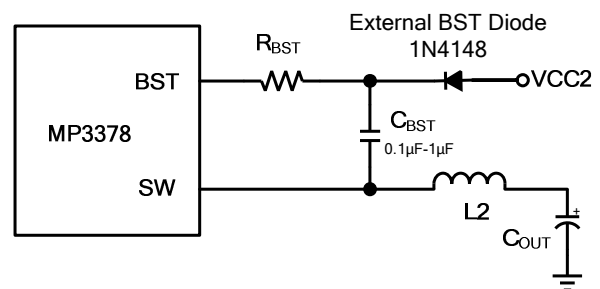 External BST Diode
1N4148
RBST
BST
VCC2
MP3378
CBST
0.1µF-1µF
SW
L2
COUT
+